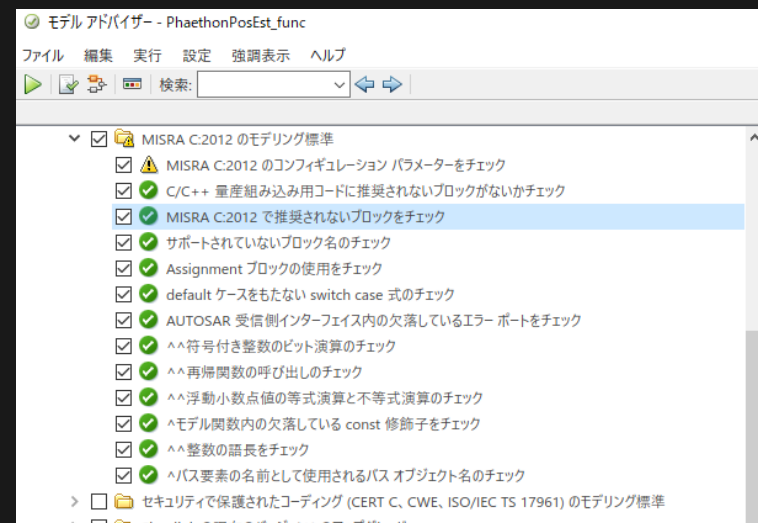 モデル アドバイザー - PhaethonPosEst_func
ファイル 編集 実行 設定 強調表示 ヘルプ
検索:
MISRA C:2012 のモデリング標準
MISRA C:2012 のコンフィギュレーション パラメーターをチェック
C/C++ 量産組み込み用コードに推奨されないブロックがないかチェック
MISRA C:2012 で推奨されないブロックをチェック
サポートされていないブロック名のチェック
Assignment ブロックの使用をチェック
default ケースをもたない switch case 式のチェック
AUTOSAR 受信側インターフェイス内の欠落しているエラー ポートをチェック
^^符号付き整数のビット演算のチェック
^^再帰関数の呼び出しのチェック
^^浮動小数点値の等式演算と不等式演算のチェック
^モデル関数内の欠落している const 修飾子をチェック
^^整数の語長をチェック
^バス要素の名前として使用されるバス オブジェクト名のチェック
セキュリティで保護されたコーディング (CERT C、CWE、ISO/IEC TS 17961) のモデリング標準